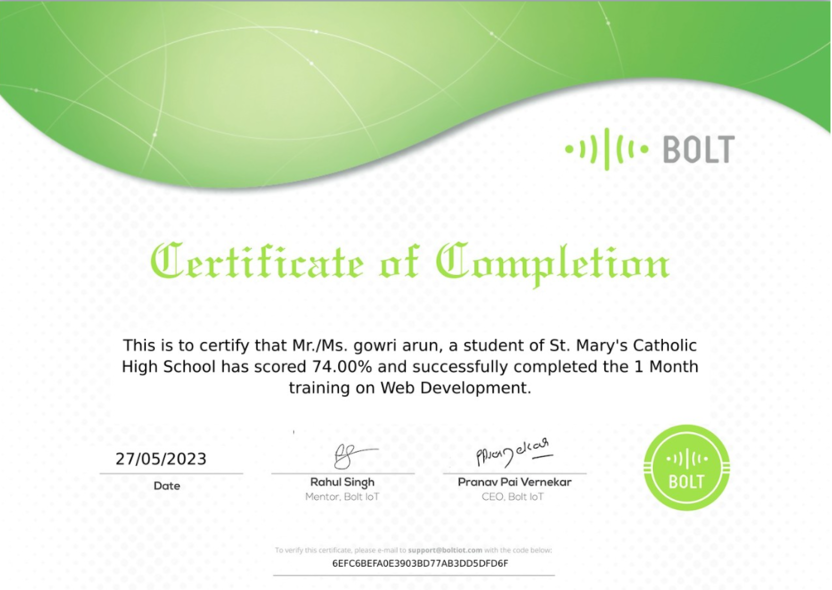 BOLT
Certificate of Completion
This is to certify that Mr./Ms. gowri arun, a student of St. Mary's Catholic
High School has scored 74.00% and successfully completed the 1 Month
training on Web Development.
27/05/2023
Date
Rahul Singh
Mentor, Bolt IoT
Pranav Pai Vernekar
CEO, Bolt IoT
BOLT
To verify this certificate, please e-mail to support@boltiot.com with the code below:
6EFC6BEFA0E3903BD77AB3DD5DFD6F